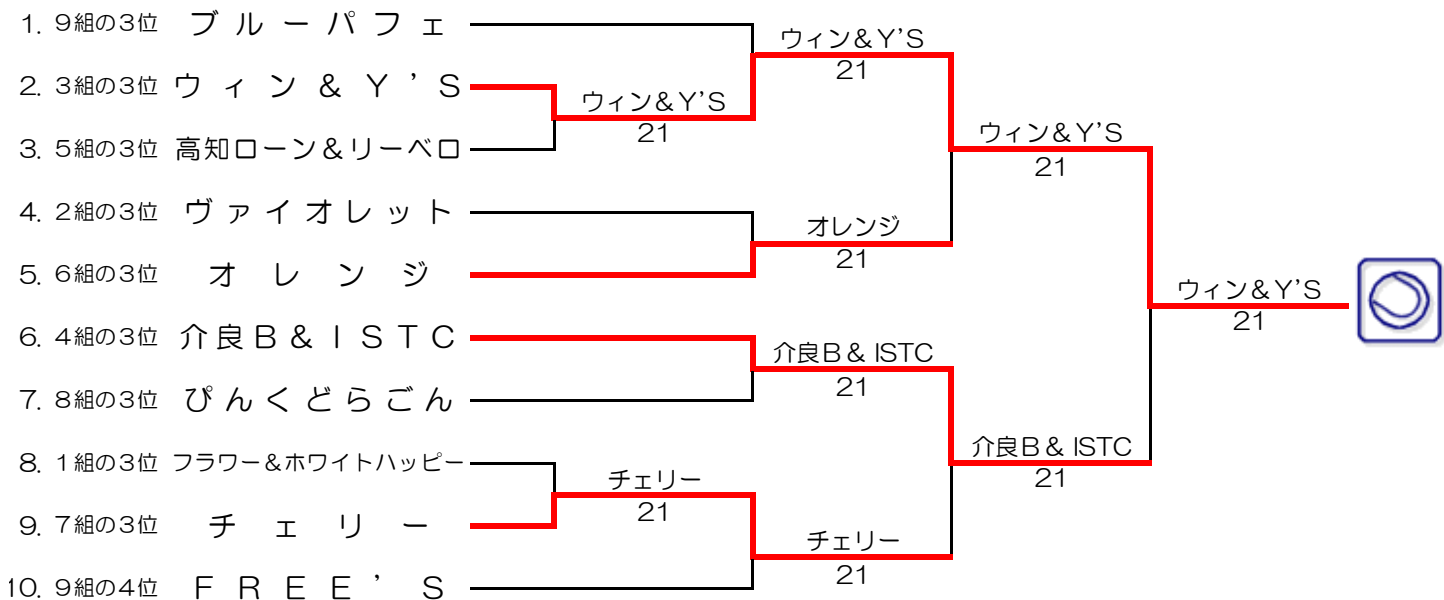 1. 9組の3位 ブルーパフェ
2. 3組の3位 ウィン&Y'S
3. 5組の3位 高知ローン&リーベロ
4. 2組の3位 ヴァイオレット
5. 6組の3位 オレンジ
6. 4組の3位 介良B&ISTC
7. 8組の3位 ぴんくどらごん
8. 1組の3位 フラワー&ホワイトハッピー
9. 7組の3位 チェリー
10. 9組の4位 FREE'S
ウィン&Y'S
21
チェリー
21
ウィン&Y'S
21
オレンジ
21
介良B& ISTC
21
チェリー
21
ウィン&Y'S
21
介良B& ISTC
21
ウィン&Y'S
21